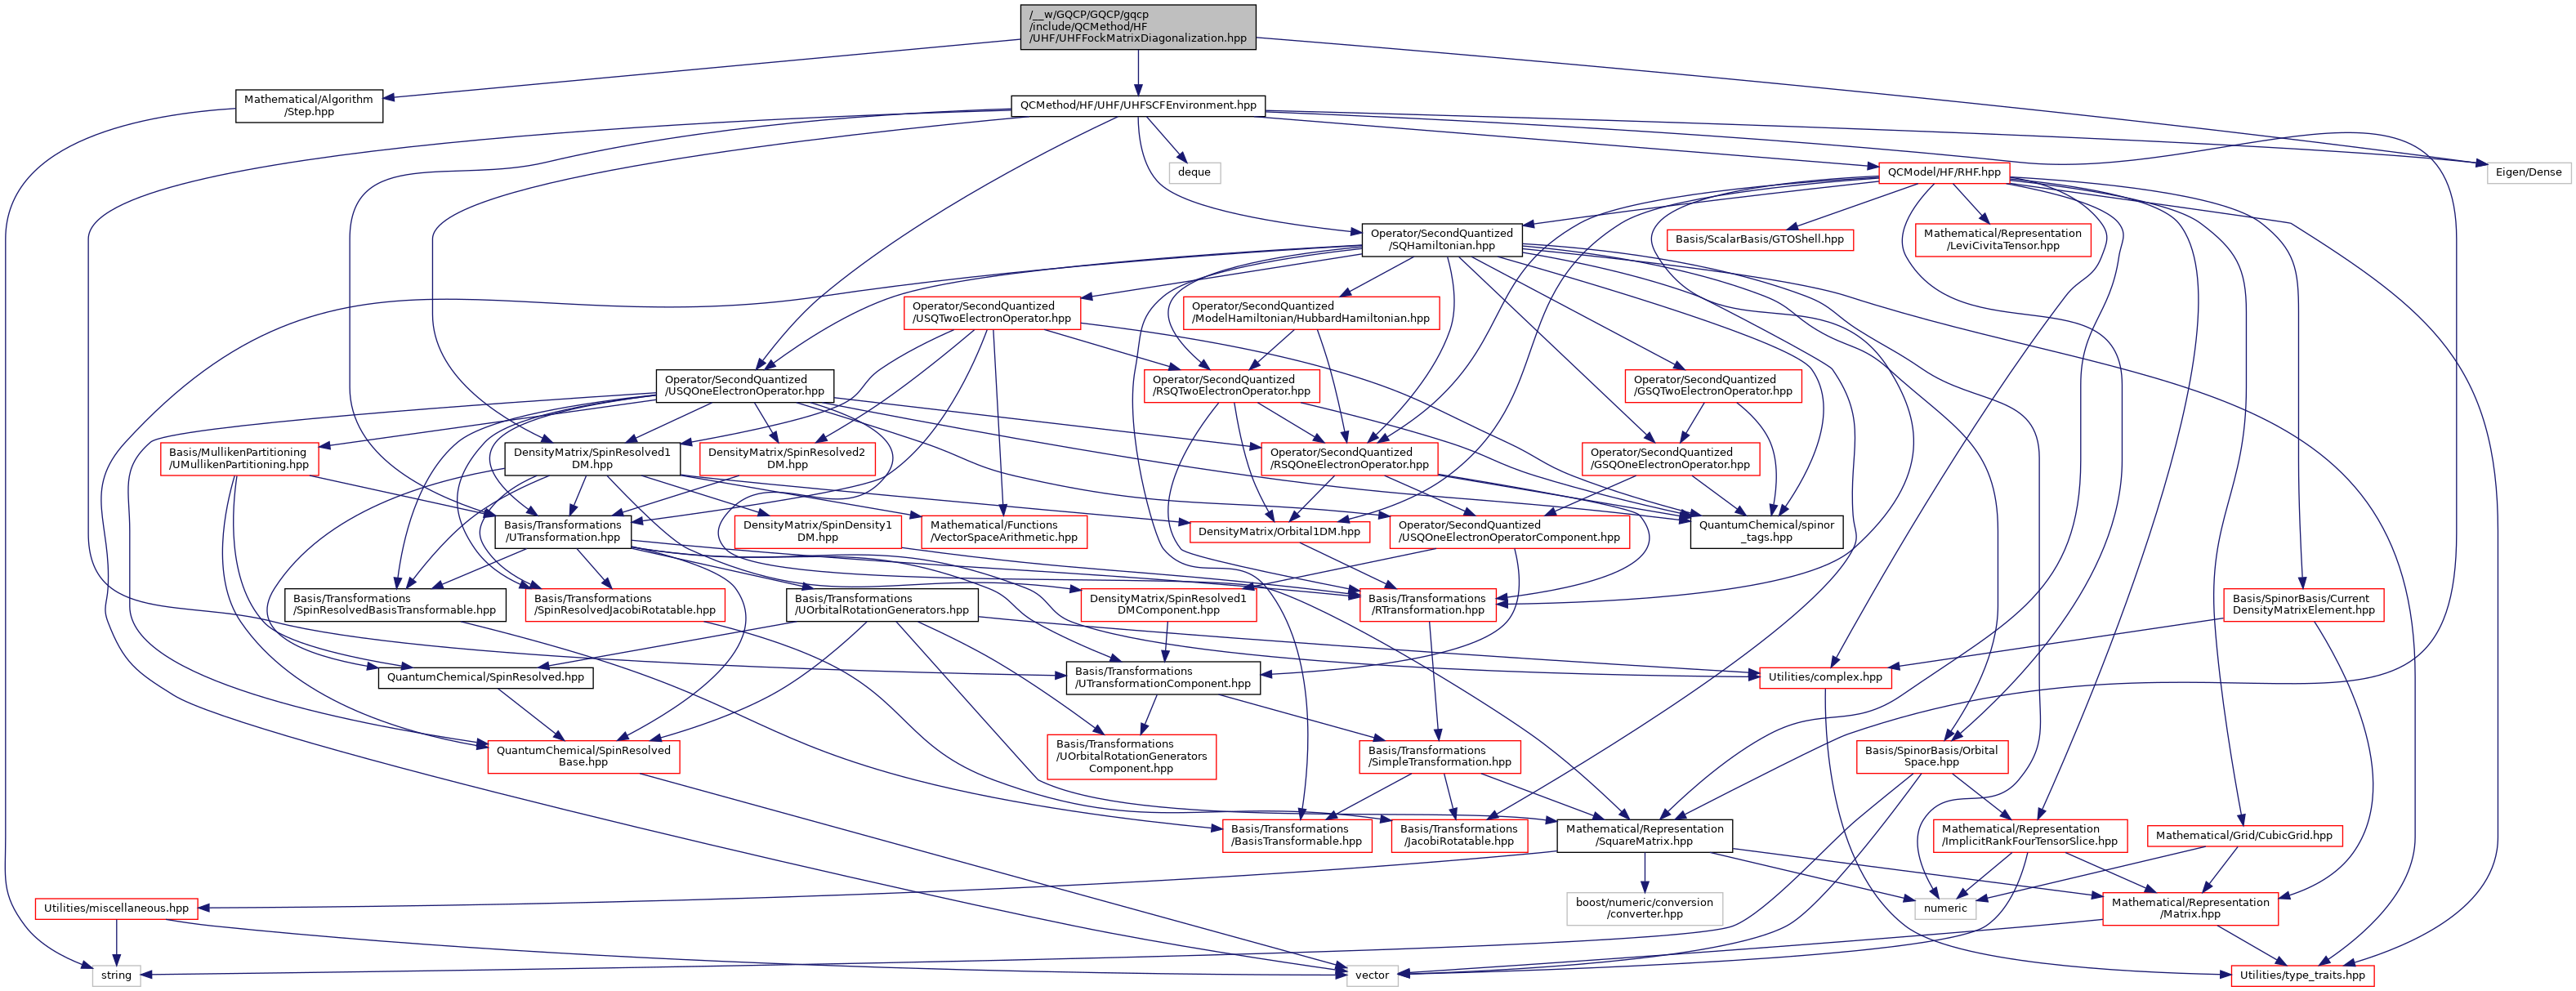 /__w/GQCP/GQCP/gqcp
/include/QCMethod/HF
/UHF/UHFFockMatrixDiagonalization.hpp
Mathematical/Algorithm
/Step.hpp
QCMethod/HF/UHF/UHFSCFEnvironment.hpp
deque
QCModel/HF/RHF.hpp
Eigen/Dense
Operator/SecondQuantized
/SQHamiltonian.hpp
Basis/ScalarBasis/GTOShell.hpp
Mathematical/Representation
/LeviCivitaTensor.hpp
Operator/SecondQuantized
/USQTwoElectronOperator.hpp
Operator/SecondQuantized
/ModelHamiltonian/HubbardHamiltonian.hpp
Operator/SecondQuantized
/USQOneElectronOperator.hpp
Operator/SecondQuantized
/RSQTwoElectronOperator.hpp
Operator/SecondQuantized
/GSQTwoElectronOperator.hpp
Basis/MullikenPartitioning
/UMullikenPartitioning.hpp
DensityMatrix/SpinResolved1
DM.hpp
DensityMatrix/SpinResolved2
DM.hpp
Operator/SecondQuantized
/RSQOneElectronOperator.hpp
Operator/SecondQuantized
/GSQOneElectronOperator.hpp
Basis/Transformations
/UTransformation.hpp
DensityMatrix/SpinDensity1
DM.hpp
Mathematical/Functions
/VectorSpaceArithmetic.hpp
DensityMatrix/Orbital1DM.hpp
Operator/SecondQuantized
/USQOneElectronOperatorComponent.hpp
QuantumChemical/spinor
_tags.hpp
Basis/Transformations
/SpinResolvedBasisTransformable.hpp
Basis/Transformations
/SpinResolvedJacobiRotatable.hpp
Basis/Transformations
/UOrbitalRotationGenerators.hpp
DensityMatrix/SpinResolved1
DMComponent.hpp
Basis/Transformations
/RTransformation.hpp
Basis/SpinorBasis/Current
DensityMatrixElement.hpp
QuantumChemical/SpinResolved.hpp
Basis/Transformations
/UTransformationComponent.hpp
Utilities/complex.hpp
QuantumChemical/SpinResolved
Base.hpp
Basis/Transformations
/UOrbitalRotationGenerators
Component.hpp
Basis/Transformations
/SimpleTransformation.hpp
Basis/SpinorBasis/Orbital
Space.hpp
Basis/Transformations
/BasisTransformable.hpp
Basis/Transformations
/JacobiRotatable.hpp
Mathematical/Representation
/SquareMatrix.hpp
Mathematical/Representation
/ImplicitRankFourTensorSlice.hpp
Mathematical/Grid/CubicGrid.hpp
Utilities/miscellaneous.hpp
boost/numeric/conversion
/converter.hpp
numeric
Mathematical/Representation
/Matrix.hpp
string
vector
Utilities/type_traits.hpp